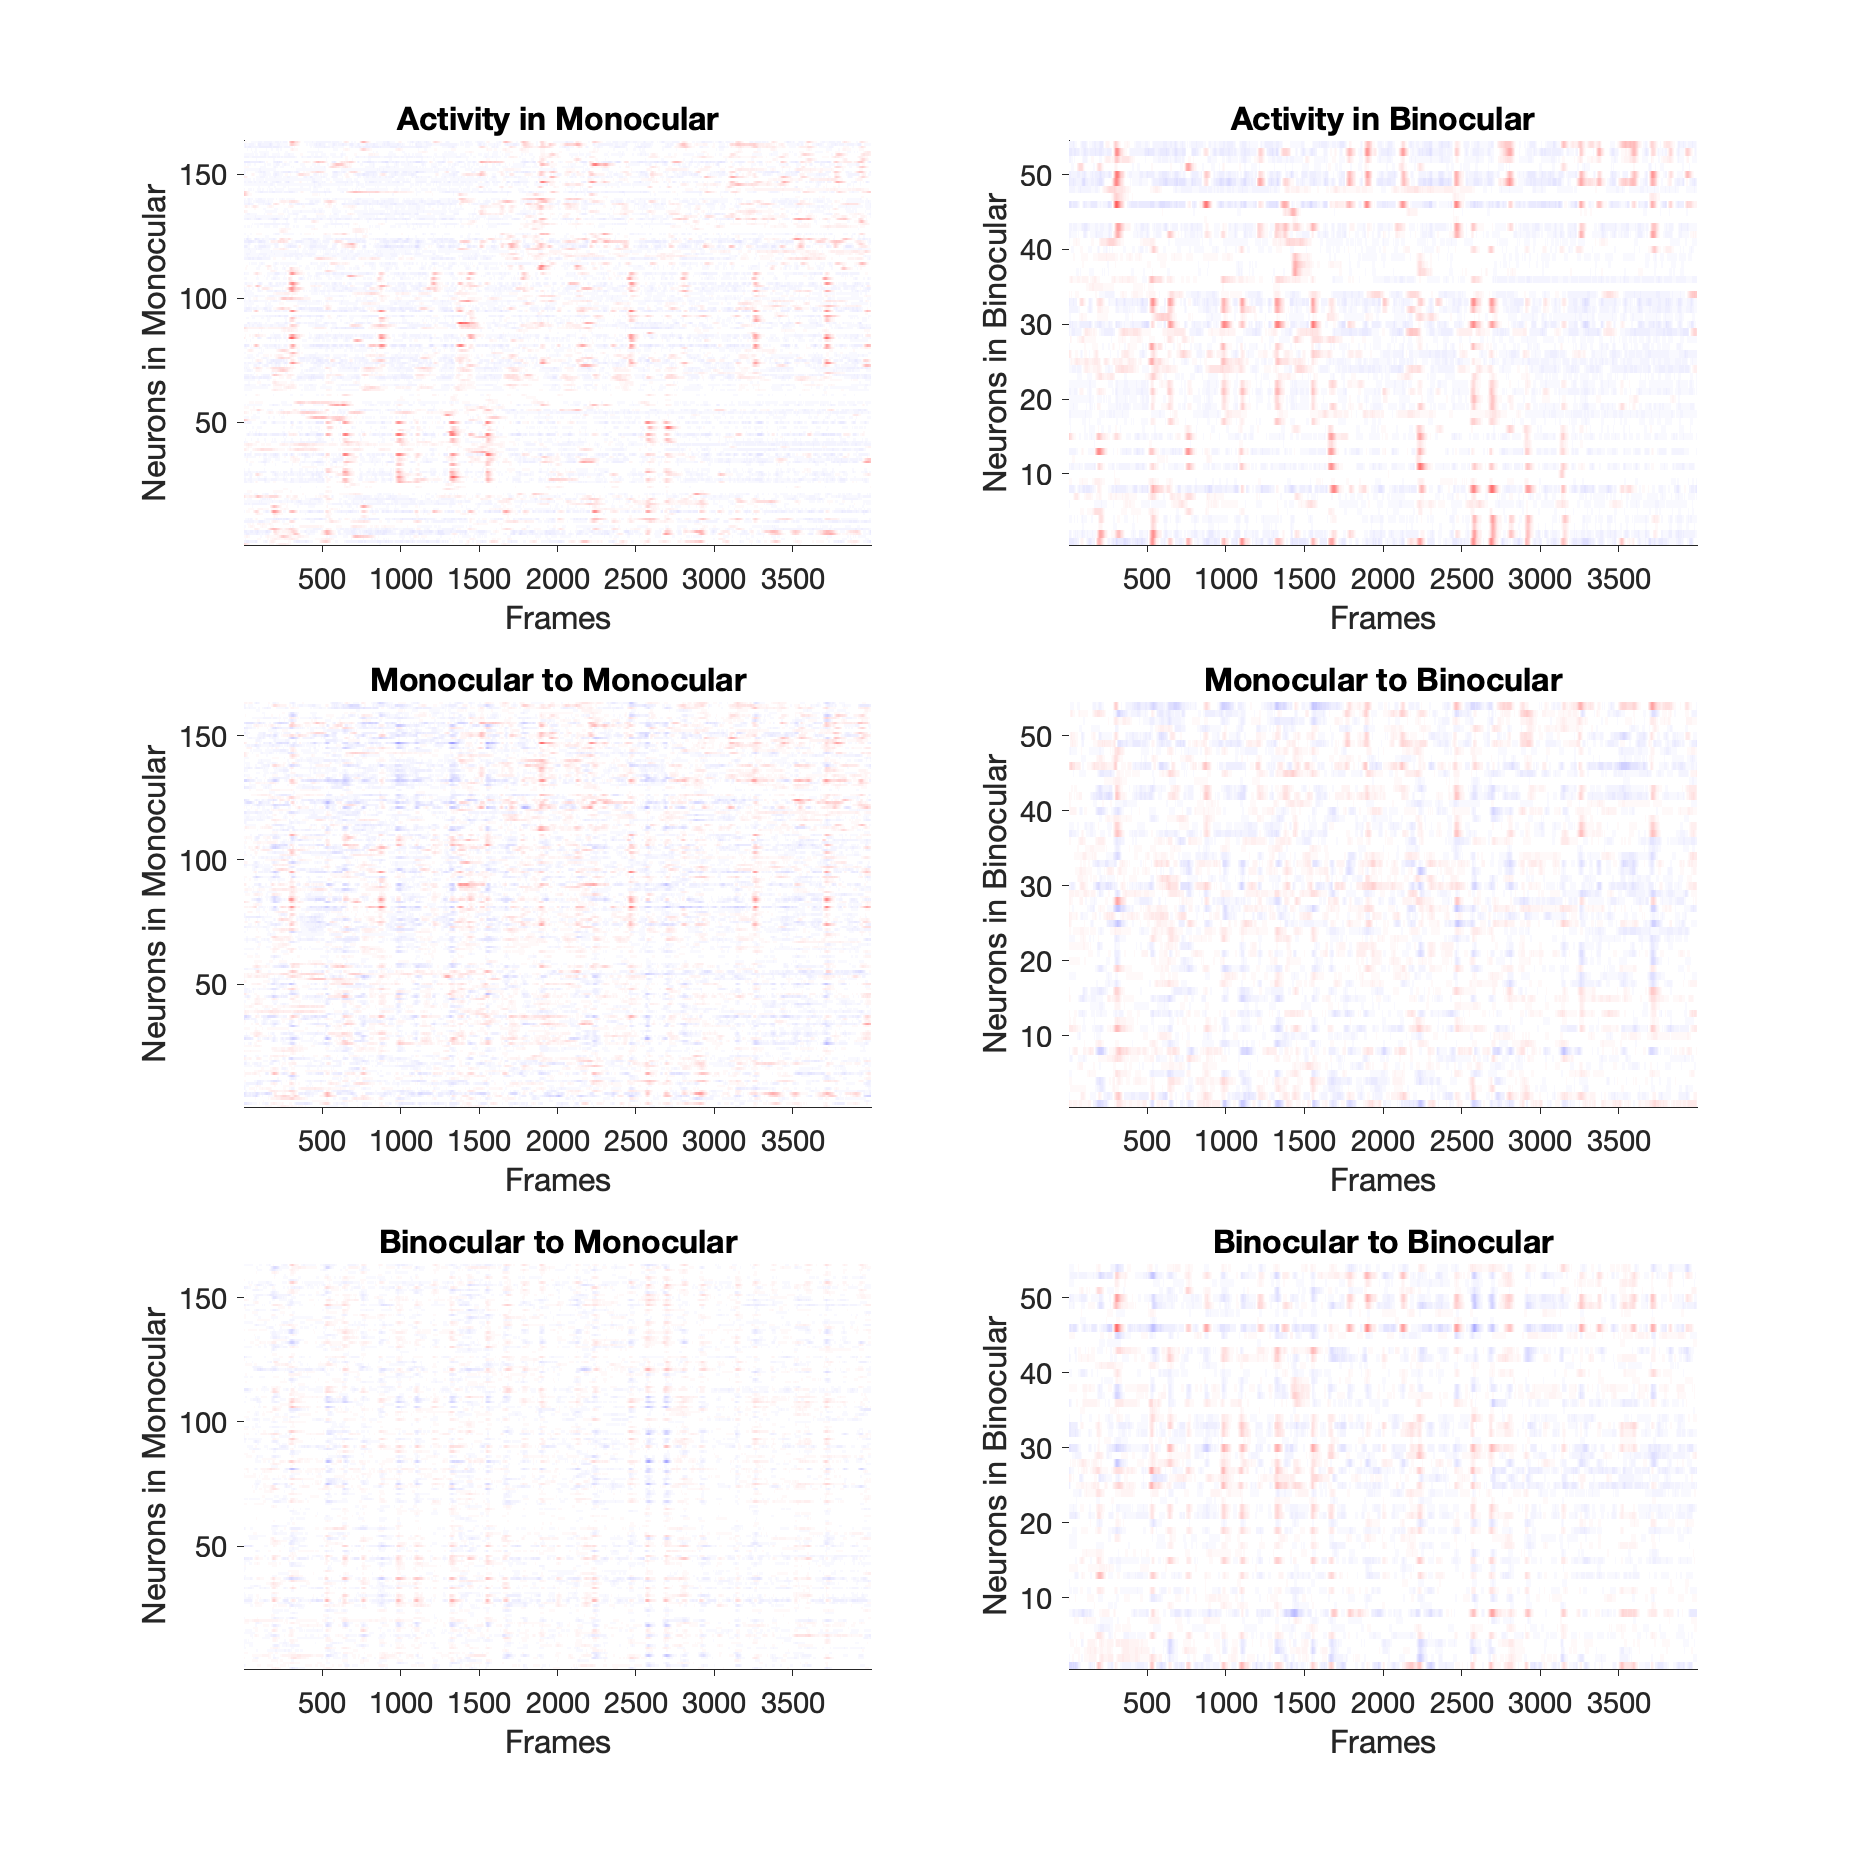 Activity in Monocular
Neurons in Monocular
150
100
50
500 1000 1500 2000 2500 3000 3500
Frames
Activity in Binocular
Neurons in Binocular
50
40
30
20
10
500 1000 1500 2000 2500 3000 3500
Frames
Monocular to Monocular
Neurons in Monocular
150
100
50
500 1000 1500 2000 2500 3000 3500
Frames
Monocular to Binocular
Neurons in Binocular
50
40
30
20
10
500 1000 1500 2000 2500 3000 3500
Frames
Binocular to Monocular
Neurons in Monocular
150
100
50
500 1000 1500 2000 2500 3000 3500
Frames
Binocular to Binocular
Neurons in Binocular
50
40
30
20
10
500 1000 1500 2000 2500 3000 3500
Frames